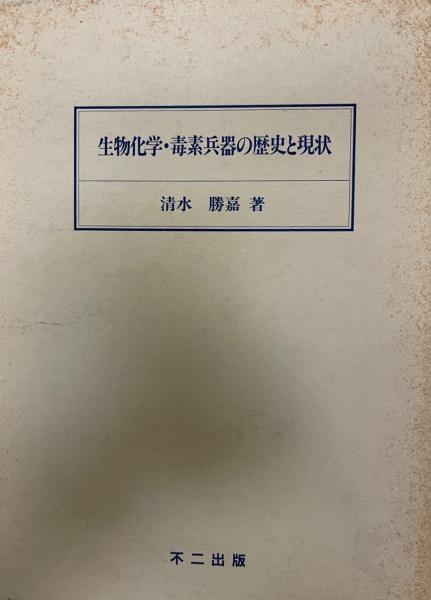 生物化学・毒素兵器の歴史と現状
清水 勝嘉 著
不二出版